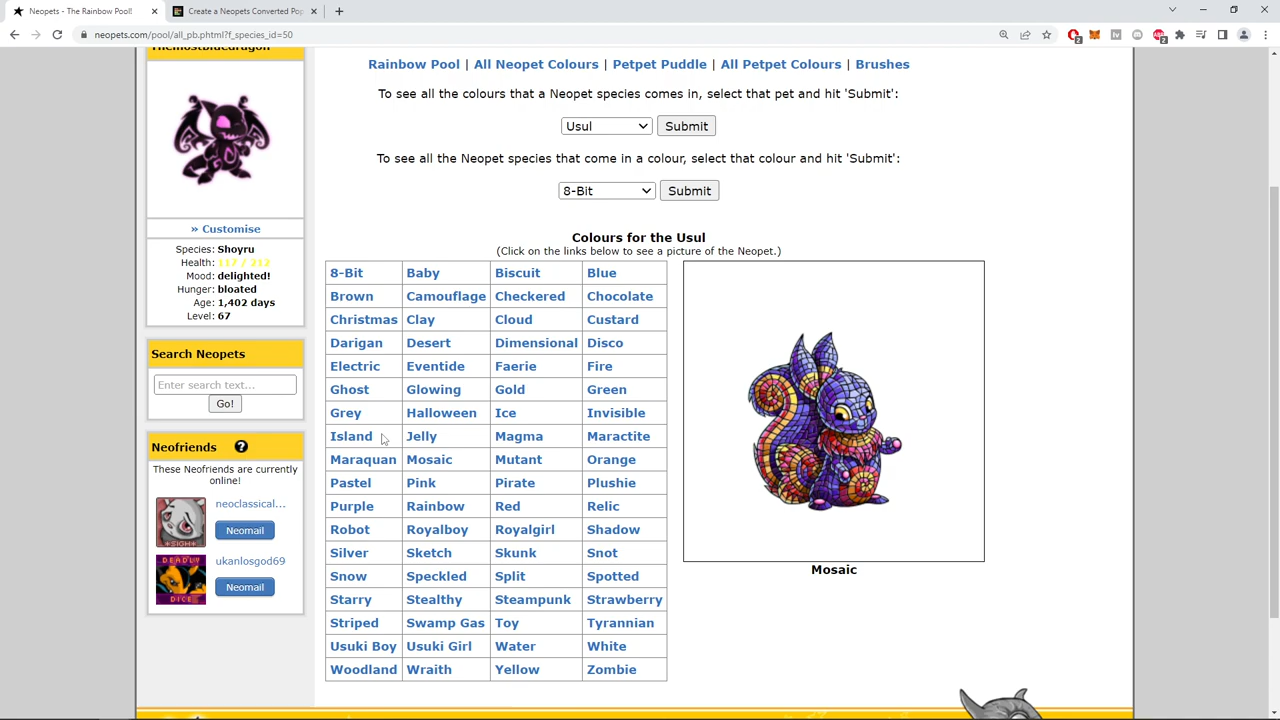 Neopets - The Rainbow Pool!
Create a Neopets Converted Pop
neopets.com/pool/all_pb.phtml?f_species_id=50
Rainbow Pool | All Neopet Colours | Petpet Puddle | All Petpet Colours | Brushes
To see all the colours that a Neopet species comes in, select that pet and hit 'Submit':
Usul Submit
To see all the Neopet species that come in a colour, select that colour and hit 'Submit':
8-Bit Submit
» Customise
Species: Shoyru
Health: 117 / 212
Mood: delighted!
Hunger: bloated
Age: 1,402 days
Level: 67
Search Neopets
Enter search text...
Go!
Neofriends ?
These Neofriends are currently
online!
neoclassical...
*SIGH*
Neomail
ukanlosgod69
DEADLY
DICE
Neomail
Colours for the Usul
(Click on the links below to see a picture of the Neopet.)
8-Bit Baby Biscuit Blue
Brown Camouflage Checkered Chocolate
Christmas Clay Cloud Custard
Darigan Desert Dimensional Disco
Electric Eventide Faerie Fire
Ghost Glowing Gold Green
Grey Halloween Ice Invisible
Island Jelly Magma Maractite
Maraquan Mosaic Mutant Orange
Pastel Pink Pirate Plushie
Purple Rainbow Red Relic
Robot Royalboy Royalgirl Shadow
Silver Sketch Skunk Snot
Snow Speckled Split Spotted
Starry Stealthy Steampunk Strawberry
Striped Swamp Gas Toy Tyrannian
Usuki Boy Usuki Girl Water White
Woodland Wraith Yellow Zombie
Mosaic